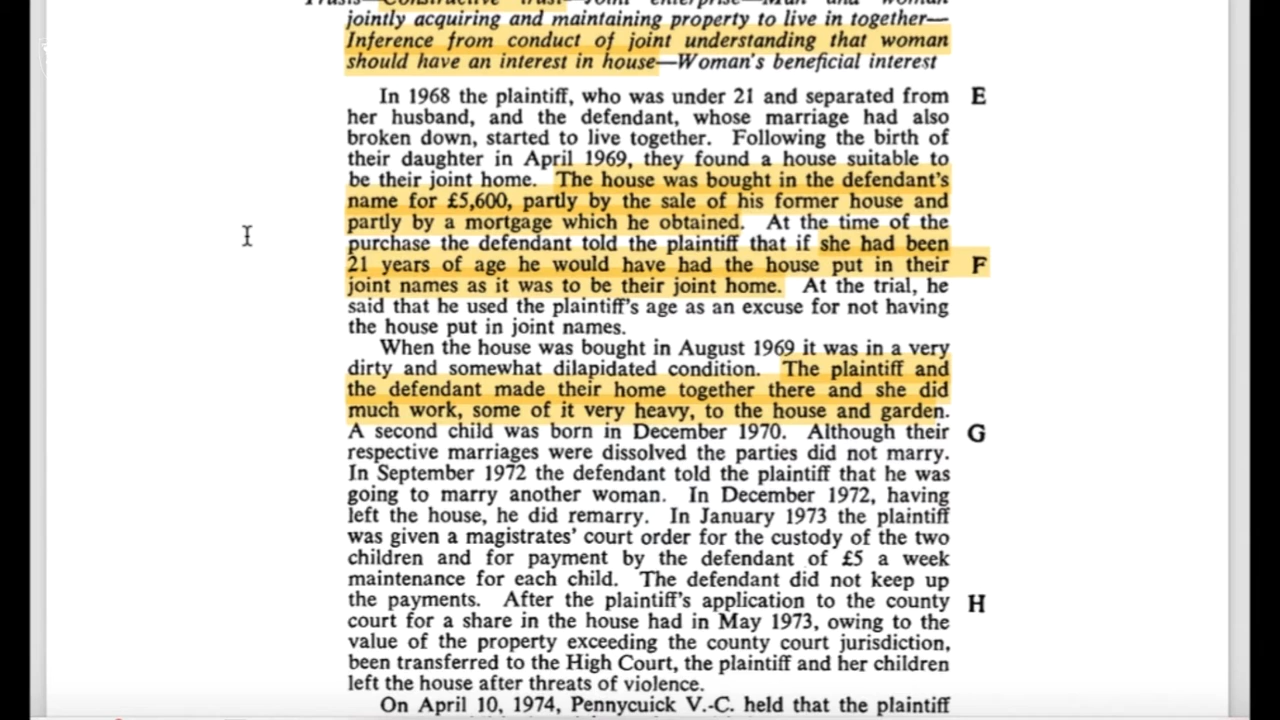 Trusts—Constructive trust—Joint enterprise—Man and woman
jointly acquiring and maintaining property to live in together—
Inference from conduct of joint understanding that woman
should have an interest in house—Woman's beneficial interest
In 1968 the plaintiff, who was under 21 and separated from E
her husband, and the defendant, whose marriage had also
broken down, started to live together. Following the birth of
their daughter in April 1969, they found a house suitable to
be their joint home. The house was bought in the defendant's
name for £5,600, partly by the sale of his former house and
partly by a mortgage which he obtained. At the time of the
purchase the defendant told the plaintiff that if she had been
21 years of age he would have had the house put in their F
joint names as it was to be their joint home. At the trial, he
said that he used the plaintiff's age as an excuse for not having
the house put in joint names.
When the house was bought in August 1969 it was in a very
dirty and somewhat dilapidated condition. The plaintiff and
the defendant made their home together there and she did
much work, some of it very heavy, to the house and garden.
A second child was born in December 1970. Although their G
respective marriages were dissolved the parties did not marry.
In September 1972 the defendant told the plaintiff that he was
going to marry another woman. In December 1972, having
left the house, he did remarry. In January 1973 the plaintiff
was given a magistrates' court order for the custody of the two
children and for payment by the defendant of £5 a week
maintenance for each child. The defendant did not keep up
the payments. After the plaintiff's application to the county H
court for a share in the house had in May 1973, owing to the
value of the property exceeding the county court jurisdiction,
been transferred to the High Court, the plaintiff and her children
left the house after threats of violence.
On April 10, 1974, Pennycuick V.-C. held that the plaintiff